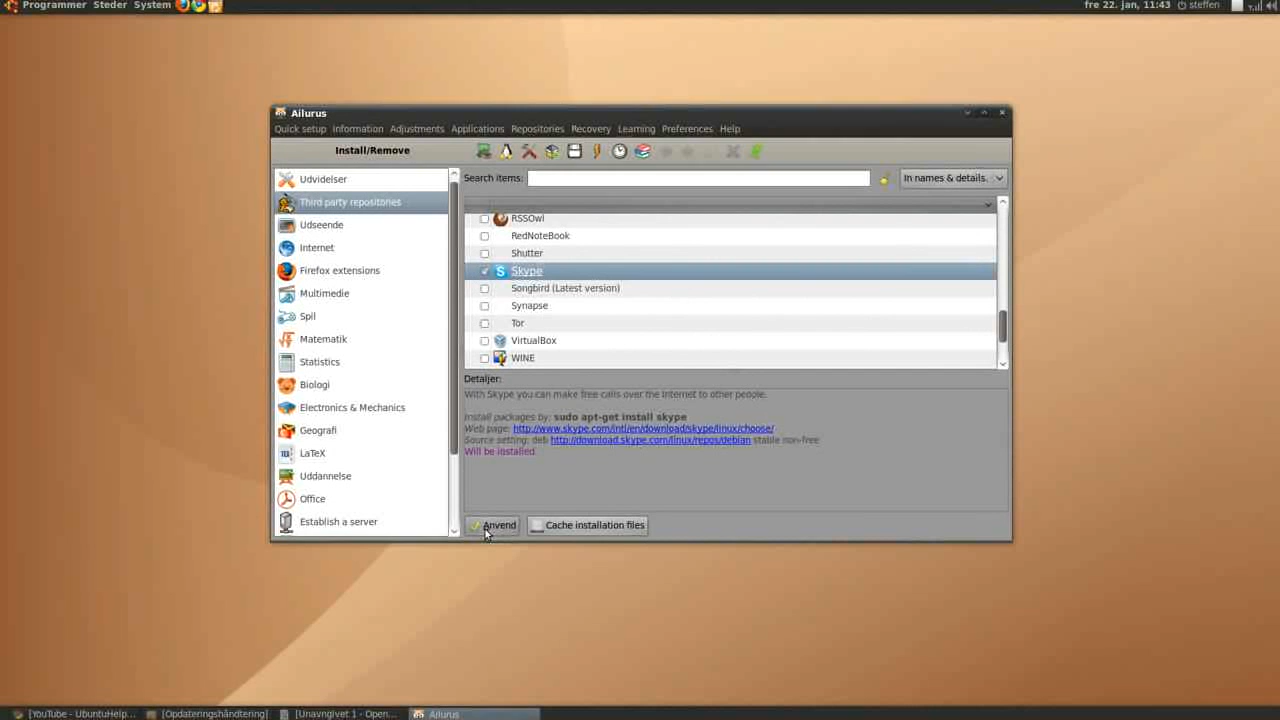 Programmer Steder System
fre 22. jan, 11:43 steffen
Ailurus
Quick setup Information Adjustments Applications Repositories Recovery Learning Preferences Help
Install/Remove
Udvidelser
Third party repositories
Udseende
Internet
Firefox extensions
Multimedie
Spil
Matematik
Statistics
Biologi
Electronics & Mechanics
Geografi
LaTeX
Uddannelse
Office
Establish a server
Search items:
In names & details.
RSSOwl
RedNoteBook
Shutter
Skype
Songbird (Latest version)
Synapse
Tor
VirtualBox
WINE
Detaljer:
With Skype you can make free calls over the Internet to other people.
Install packages by: sudo apt-get install skype
Web page: http://www.skype.com/intl/en/download/skype/linux/choose/
Source setting: deb http://download.skype.com/linux/repos/debian stable non-free
Will be installed.
Anvend
Cache installation files
[YouTube - UbuntuHelp...
[Opdateringshåndtering]
[Unavngivet 1 - Open...
Ailurus